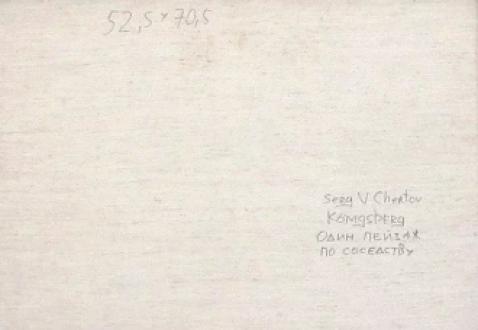 52,5 x 70,5
Serg V Chertov
Königsberg
ОДИН ПЕЙЗАЖ
ПО СОСЕДСТВУ